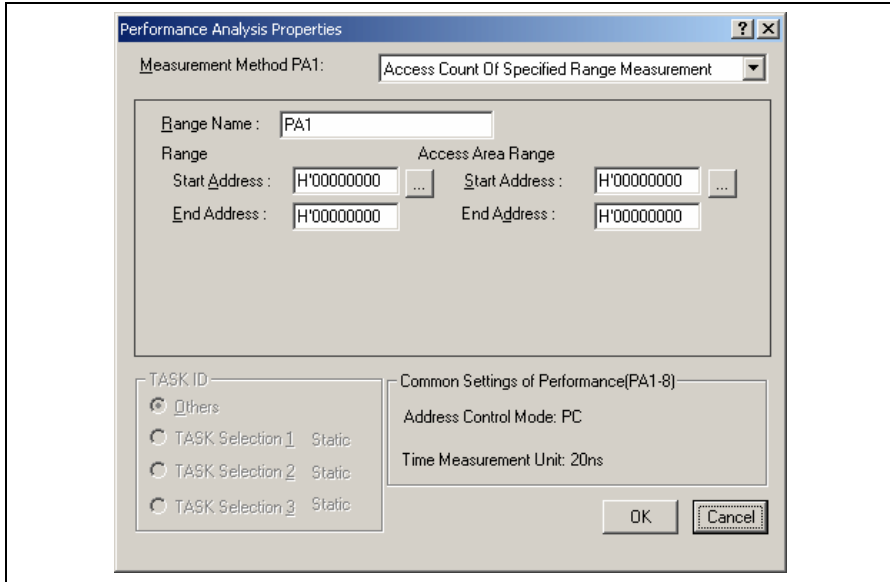 Performance Analysis Properties
Measurement Method PA1: Access Count Of Specified Range Measurement
Range Name : PA1
Range Access Area Range
Start Address : H'00000000 ... Start Address : H'00000000 ...
End Address : H'00000000 End Address : H'00000000
TASK ID
Others
TASK Selection 1 Static
TASK Selection 2 Static
TASK Selection 3 Static
Common Settings of Performance(PA1-8)
Address Control Mode: PC
Time Measurement Unit: 20ns
OK Cancel